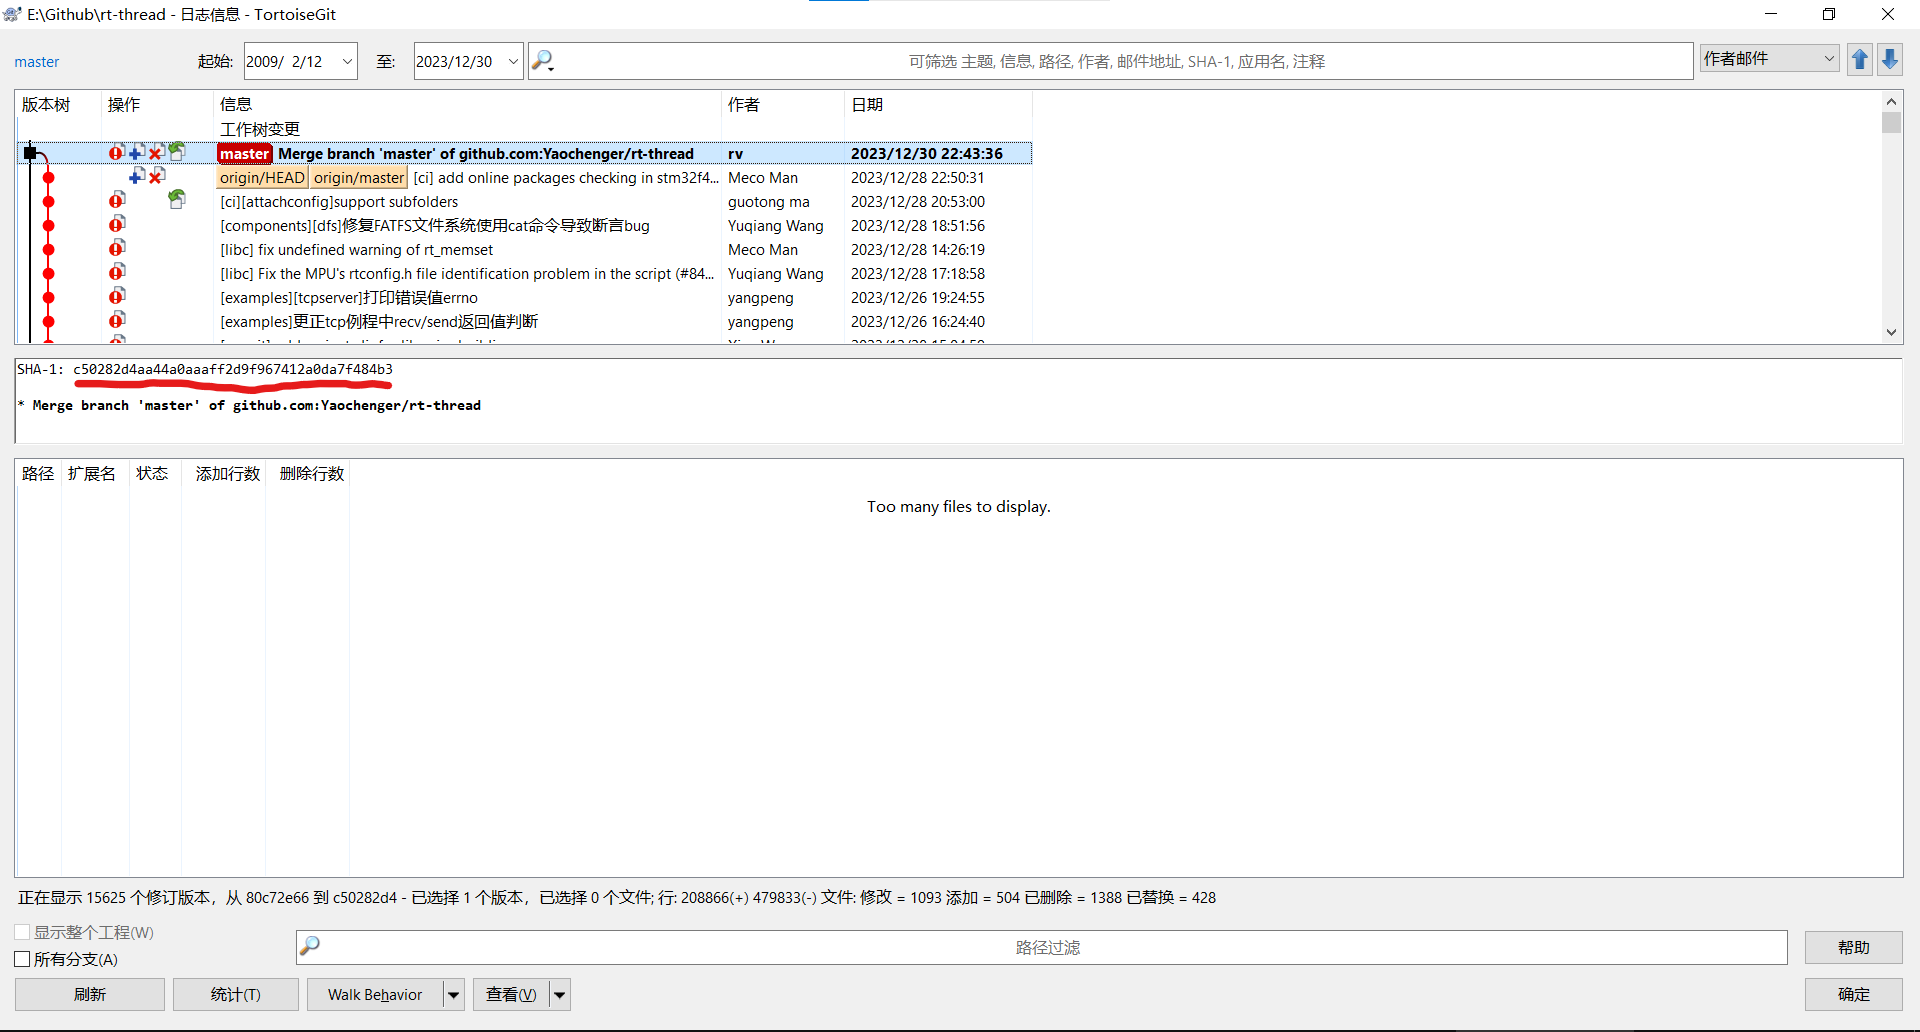 E:\Github\rt-thread - 日志信息 - TortoiseGit
master 起始: 2009/ 2/12 至: 2023/12/30 可筛选 主题, 信息, 路径, 作者, 邮件地址, SHA-1, 应用名, 注释 作者邮件
版本树 操作 信息 作者 日期
工作树变更
master Merge branch 'master' of github.com:Yaochenger/rt-thread rv 2023/12/30 22:43:36
origin/HEAD origin/master [ci] add online packages checking in stm32f4... Meco Man 2023/12/28 22:50:31
[ci][attachconfig]support subfolders guotong ma 2023/12/28 20:53:00
[components][dfs]修复FATFS文件系统使用cat命令导致断言bug Yuqiang Wang 2023/12/28 18:51:56
[libc] fix undefined warning of rt_memset Meco Man 2023/12/28 14:26:19
[libc] Fix the MPU's rtconfig.h file identification problem in the script (#84... Yuqiang Wang 2023/12/28 17:18:58
[examples][tcpserver]打印错误值errno yangpeng 2023/12/26 19:24:55
[examples]更正tcp例程中recv/send返回值判断 yangpeng 2023/12/26 16:24:40
SHA-1: c50282d4aa44a0aaaff2d9f967412a0da7f484b3
* Merge branch 'master' of github.com:Yaochenger/rt-thread
路径 扩展名 状态 添加行数 删除行数
Too many files to display.
正在显示 15625 个修订版本，从 80c72e66 到 c50282d4 - 已选择 1 个版本，已选择 0 个文件; 行: 208866(+) 479833(-) 文件: 修改 = 1093 添加 = 504 已删除 = 1388 已替换 = 428
显示整个工程(W)
所有分支(A) 路径过滤 帮助
刷新 统计(T) Walk Behavior 查看(V) 确定